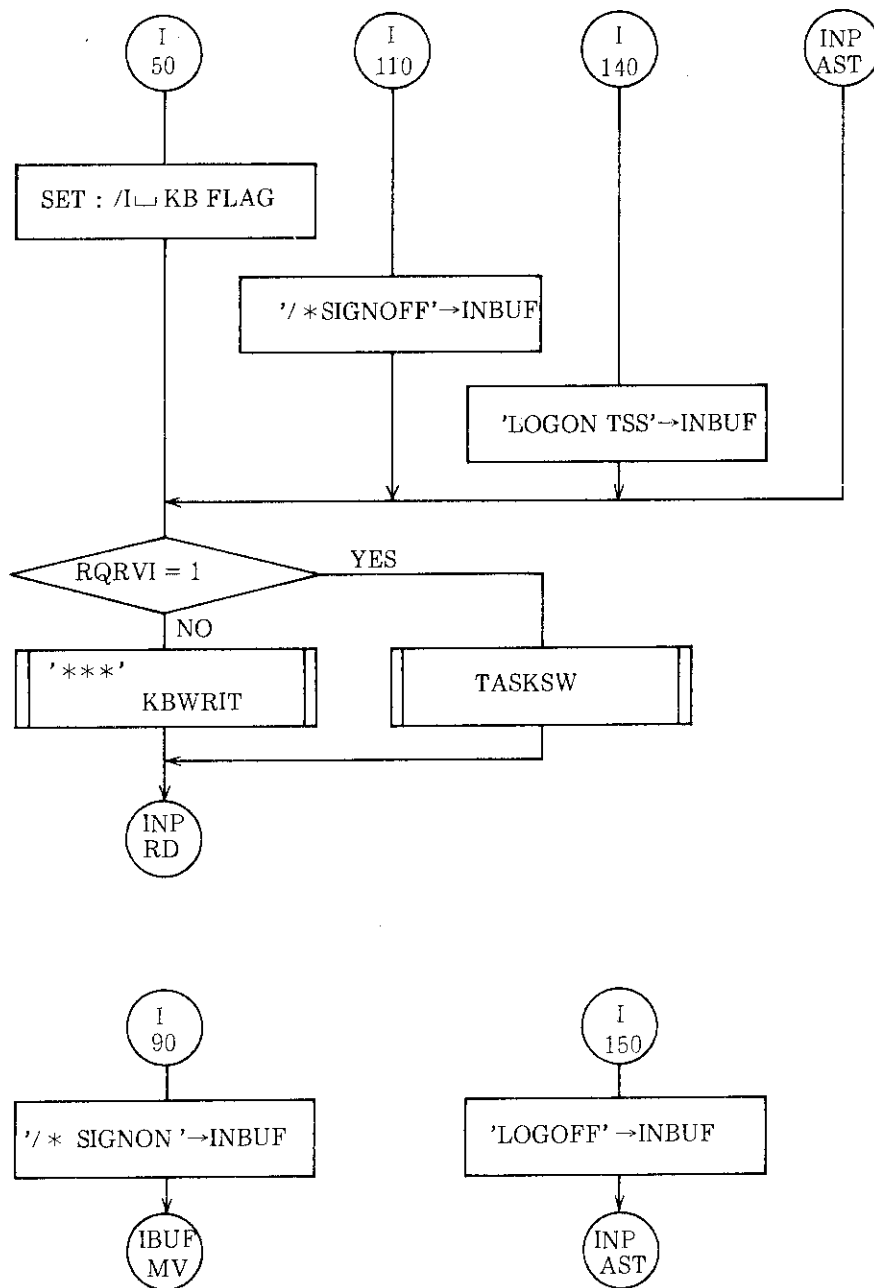 I
50
I
110
I
140
INP
AST
SET : /I␣ KB FLAG
'/ *SIGNOFF'→INBUF
'LOGON TSS'→INBUF
RQRVI = 1
YES
NO
'***'
KBWRIT
TASKSW
INP
RD
I
90
I
150
'/ * SIGNON '→INBUF
'LOGOFF'→INBUF
IBUF
MV
INP
AST